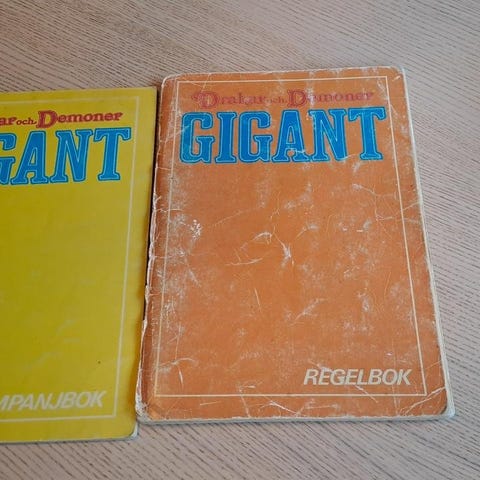 ar och Demoner
GANT
MPANJBOK
Drakar och Demoner
GIGANT
REGELBOK